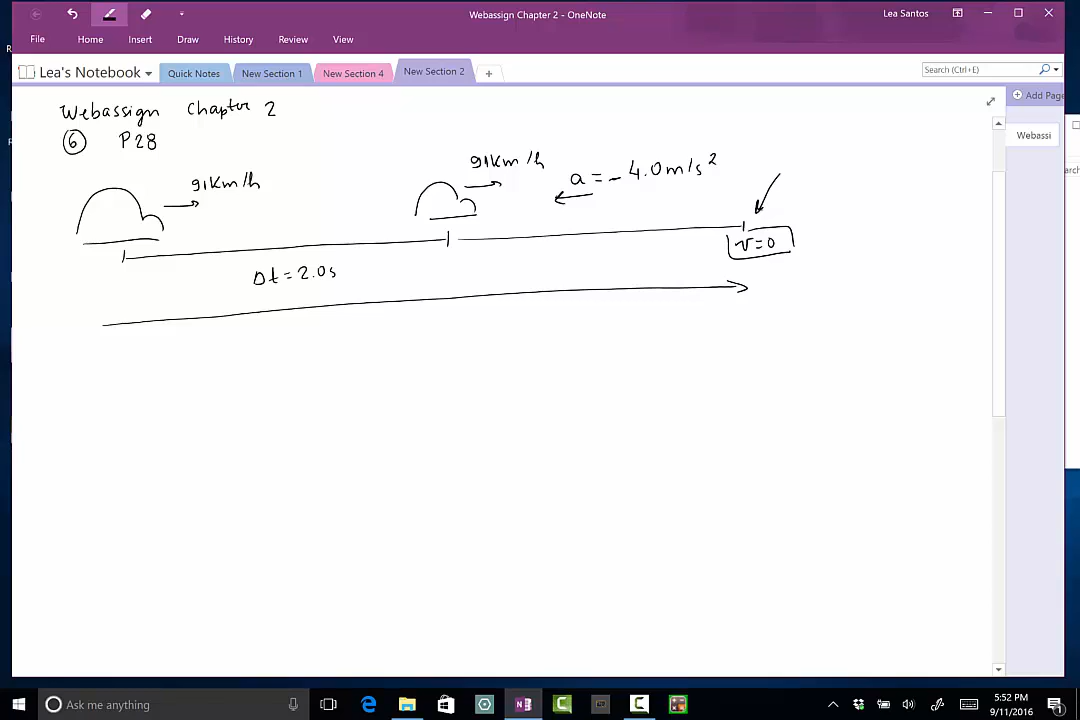 Webassign Chapter 2 - OneNote
Lea Santos
File Home Insert Draw History Review View
Lea's Notebook Quick Notes New Section 1 New Section 4 New Section 2 +
Search (Ctrl+E)
Add Page
Webassi
arch
Webassign Chapter 2
6 P28
91km/h
91km/h
a = -4.0m/s²
v=0
Δt = 2.0s
Ask me anything
5:52 PM
9/11/2016
1